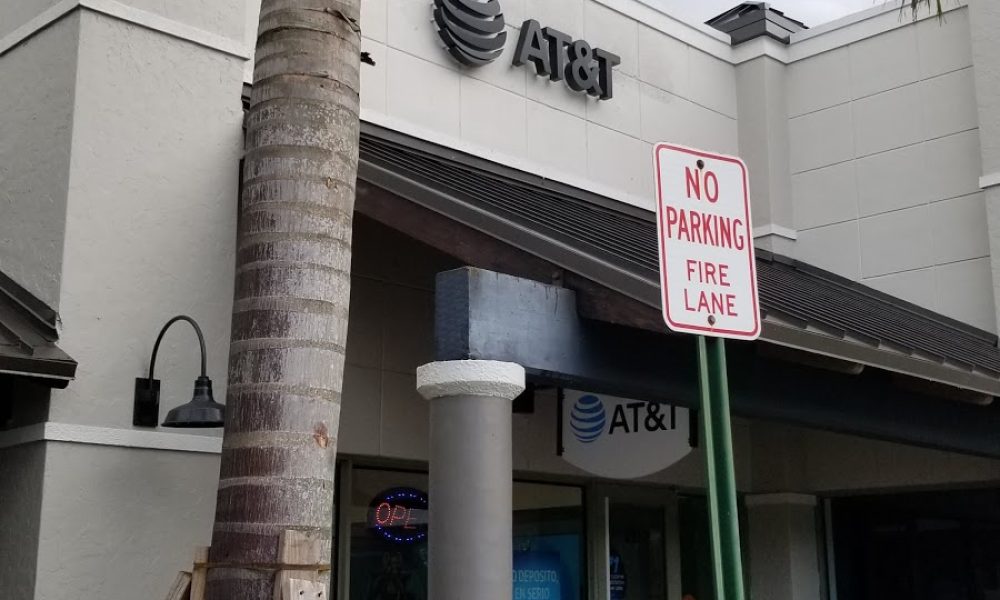 AT&T
NO
PARKING
FIRE
LANE
AT&T
OPE
DEPOSITO,
EN SERIO